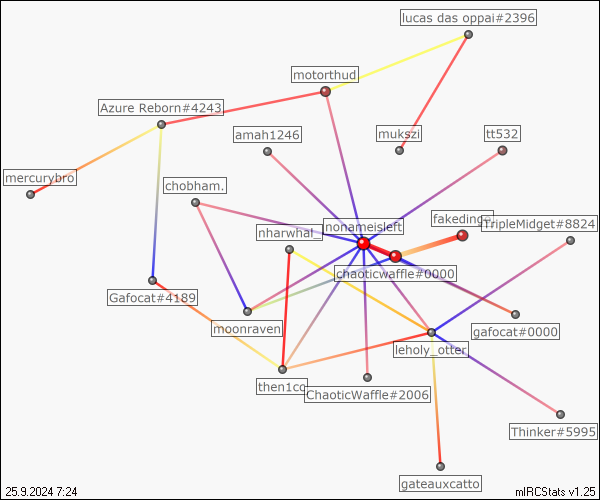 lucas das oppai#2396
motorthud
Azure Reborn#4243
amah1246
mukszi
tt532
mercurybro
chobham.
nharwhal_
nonameisleft
TripleMidget#8824
chaoticwaffle#0000
Gafocat#4189
moonraven
gafocat#0000
leholy_otter
ChaoticWaffle#2006
Thinker#5995
gateauxcatto
25.9.2024 7:24
mIRCStats v1.25